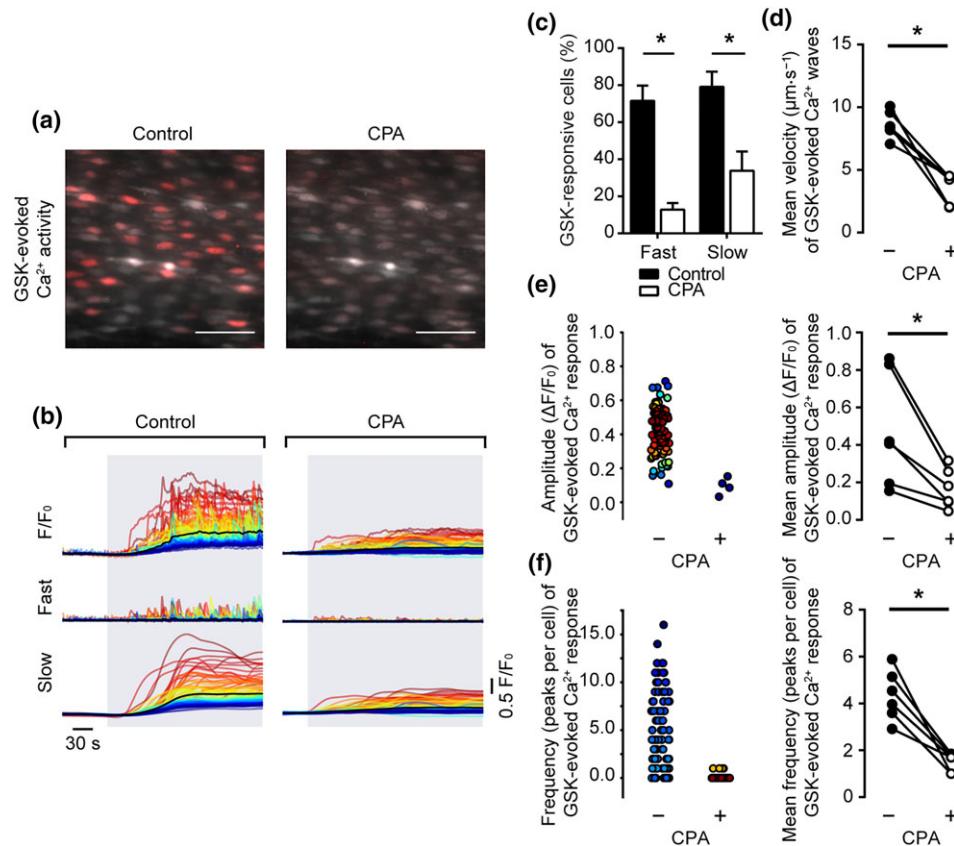 (a)
Control
CPA
GSK-evoked
Ca²⁺ activity
(b)
Control
CPA
F/F₀
Fast
Slow
30 s
0.5 F/F₀
(c)
GSK-responsive cells (%)
100
80
60
40
20
0
*
*
Fast
Slow
Control
CPA
(d)
Mean velocity (µm·s⁻¹)
of GSK-evoked Ca²⁺ waves
15
10
5
0
*
−
+
CPA
(e)
Amplitude (ΔF/F₀) of
GSK-evoked Ca²⁺ response
1.0
0.8
0.6
0.4
0.2
0.0
−
+
CPA
Mean amplitude (ΔF/F₀) of
GSK-evoked Ca²⁺ response
1.0
0.8
0.6
0.4
0.2
0.0
*
−
+
CPA
(f)
Frequency (peaks per cell) of
GSK-evoked Ca²⁺ response
15.0
10.0
5.0
0.0
−
+
CPA
Mean frequency (peaks per cell) of
GSK-evoked Ca²⁺ response
8
6
4
2
0
*
−
+
CPA